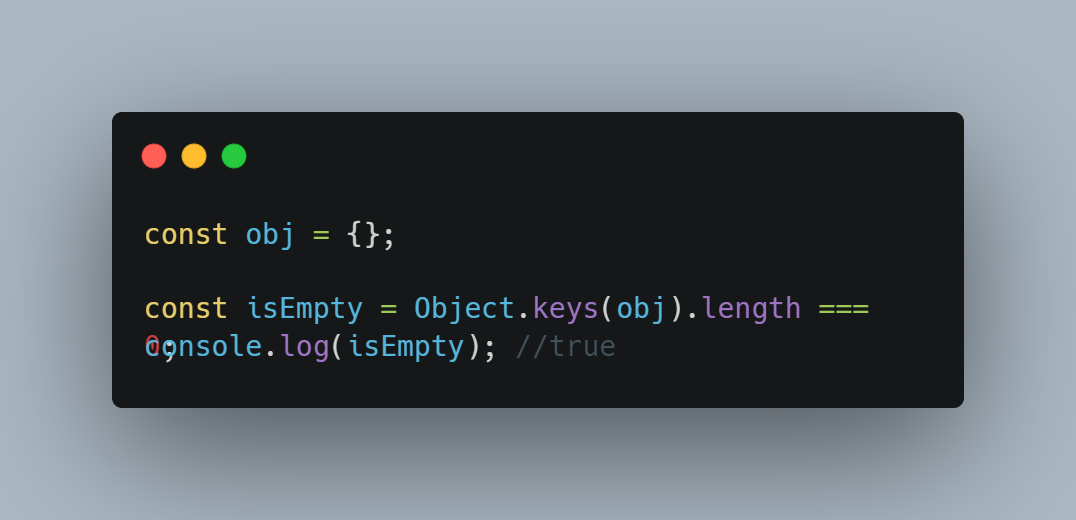 const obj = {};
const isEmpty = Object.keys(obj).length ===
0;
console.log(isEmpty); //true